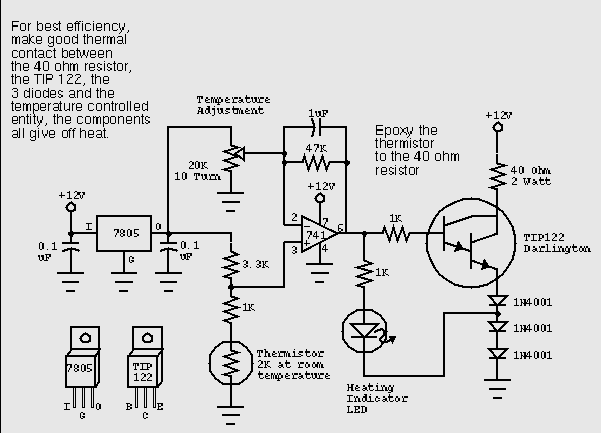 For best efficiency,
make good thermal
contact between
the 40 ohm resistor,
the TIP 122, the
3 diodes and the
temperature controlled
entity, the components
all give off heat.
Temperature
Adjustment
1uF
47K
20K
10 Turn
Epoxy the
thermistor
to the 40 ohm
resistor
+12V
40 Ohm
2 Watt
+12V
+12V
I
7805
O
G
0.1
uF
0.1
uF
2
-
7
741
6
+
3
4
1K
TIP122
Darlington
3.3K
1K
1K
1N4001
1N4001
1N4001
Thermistor
2K at room
temperature
Heating
Indicator
LED
7805
I
O
G
TIP
122
B
E
C